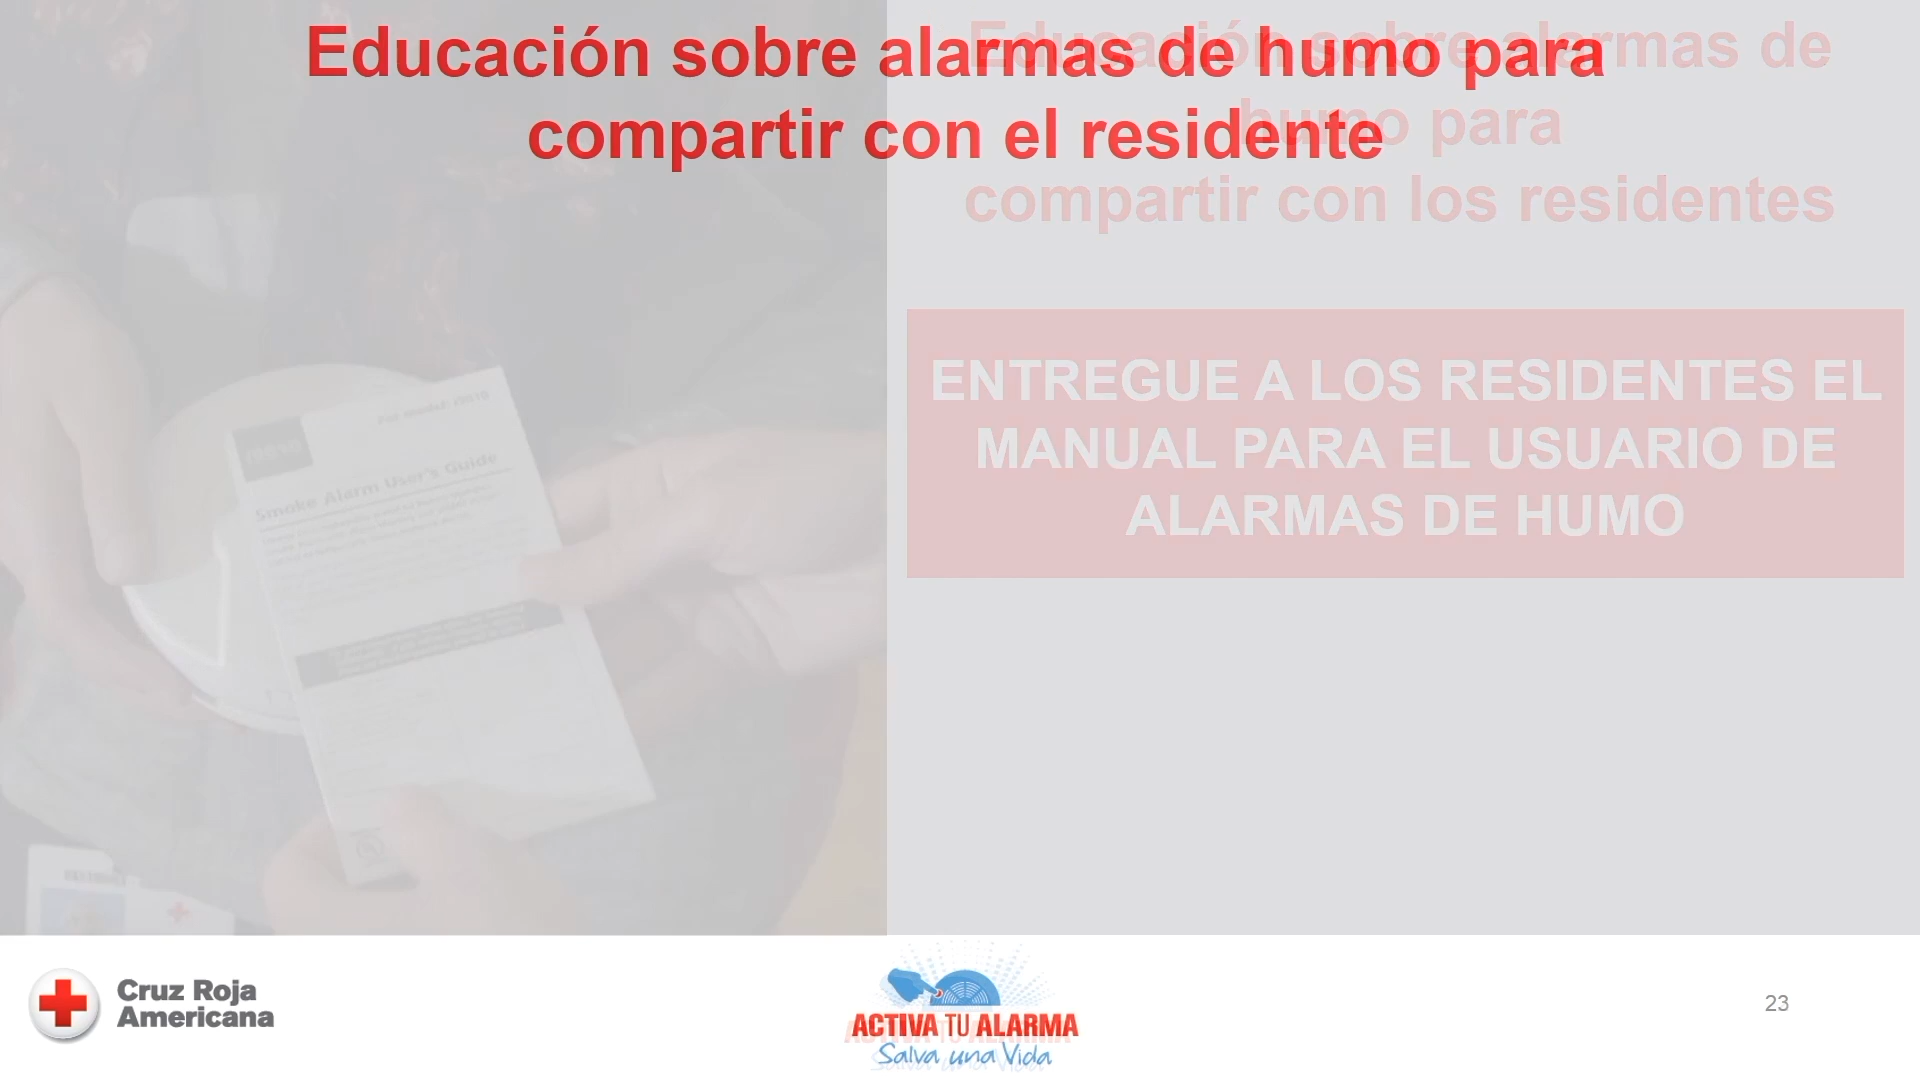 Educación sobre alarmas de humo para
compartir con el residente
Educación sobre alarmas de
humo para
compartir con los residentes
ENTREGUE A LOS RESIDENTES EL
MANUAL PARA EL USUARIO DE
ALARMAS DE HUMO
Smoke Alarm User's Guide
Cruz Roja
Americana
ACTIVA TU ALARMA
Salva una Vida
23